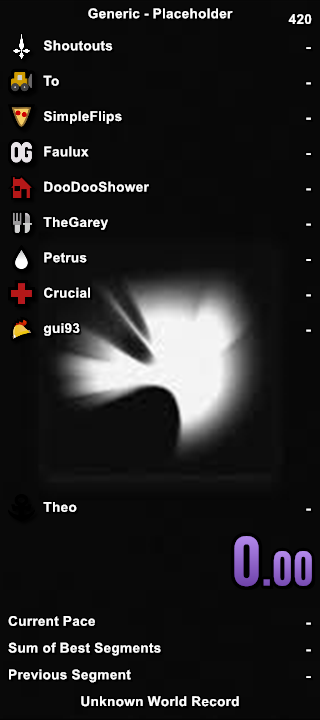 Generic - Placeholder
420
Shoutouts -
To -
SimpleFlips -
OG Faulux -
DooDooShower -
TheGarey -
Petrus -
Crucial -
gui93 -
Theo -
0.00
Current Pace -
Sum of Best Segments -
Previous Segment -
Unknown World Record